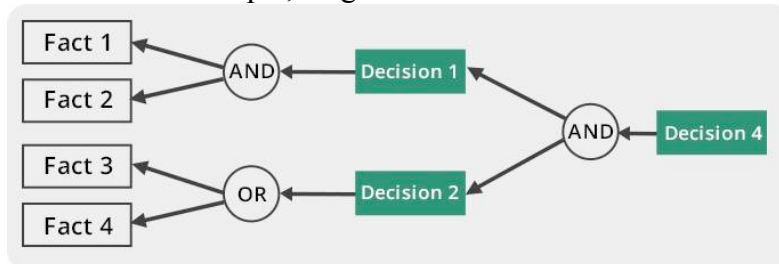 Fact 1
Fact 2
AND
Decision 1
Fact 3
Fact 4
OR
Decision 2
AND
Decision 4